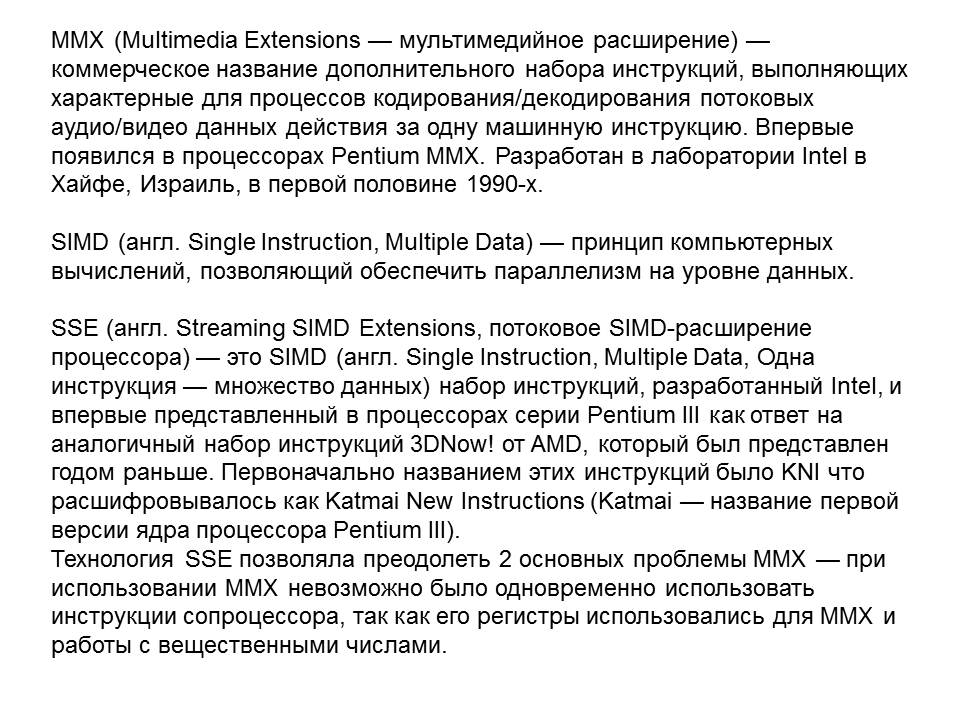 MMX (Multimedia Extensions — мультимедийное расширение) —
коммерческое название дополнительного набора инструкций, выполняющих
характерные для процессов кодирования/декодирования потоковых
аудио/видео данных действия за одну машинную инструкцию. Впервые
появился в процессорах Pentium MMX. Разработан в лаборатории Intel в
Хайфе, Израиль, в первой половине 1990-х.

SIMD (англ. Single Instruction, Multiple Data) — принцип компьютерных
вычислений, позволяющий обеспечить параллелизм на уровне данных.

SSE (англ. Streaming SIMD Extensions, потоковое SIMD-расширение
процессора) — это SIMD (англ. Single Instruction, Multiple Data, Одна
инструкция — множество данных) набор инструкций, разработанный Intel, и
впервые представленный в процессорах серии Pentium III как ответ на
аналогичный набор инструкций 3DNow! от AMD, который был представлен
годом раньше. Первоначально названием этих инструкций было KNI что
расшифровывалось как Katmai New Instructions (Katmai — название первой
версии ядра процессора Pentium III).
Технология SSE позволяла преодолеть 2 основных проблемы MMX — при
использовании MMX невозможно было одновременно использовать
инструкции сопроцессора, так как его регистры использовались для MMX и
работы с вещественными числами.